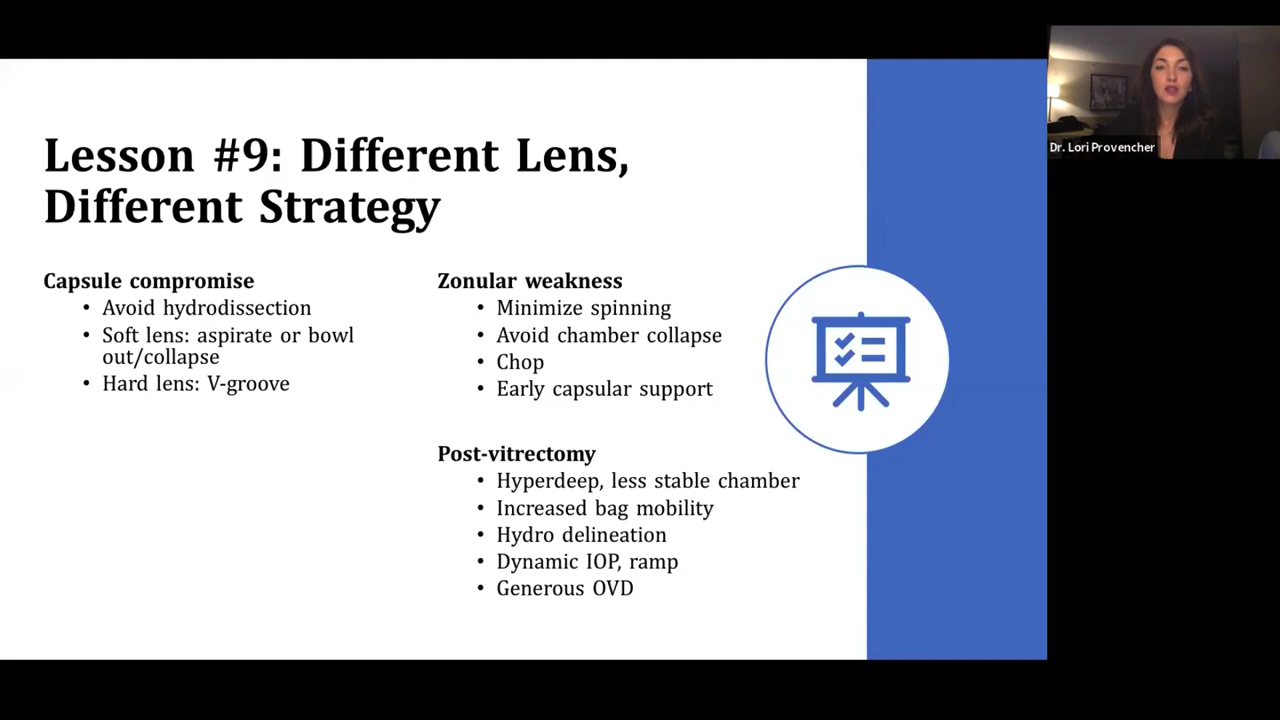 Lesson #9: Different Lens,
Different Strategy
Capsule compromise
• Avoid hydrodissection
• Soft lens: aspirate or bowl
out/collapse
• Hard lens: V-groove
Zonular weakness
• Minimize spinning
• Avoid chamber collapse
• Chop
• Early capsular support
Post-vitrectomy
• Hyperdeep, less stable chamber
• Increased bag mobility
• Hydro delineation
• Dynamic IOP, ramp
• Generous OVD
Dr. Lori Provencher